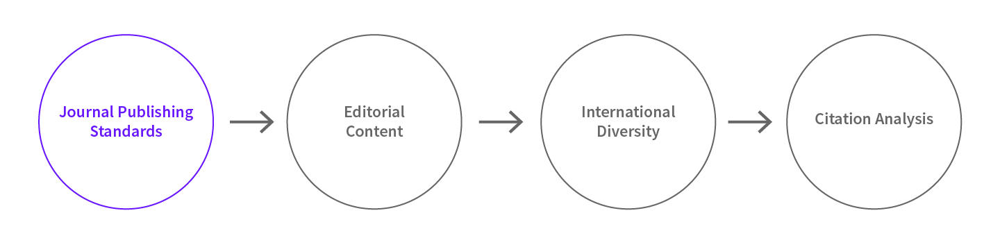 Journal Publishing
Standards
Editorial
Content
International
Diversity
Citation Analysis